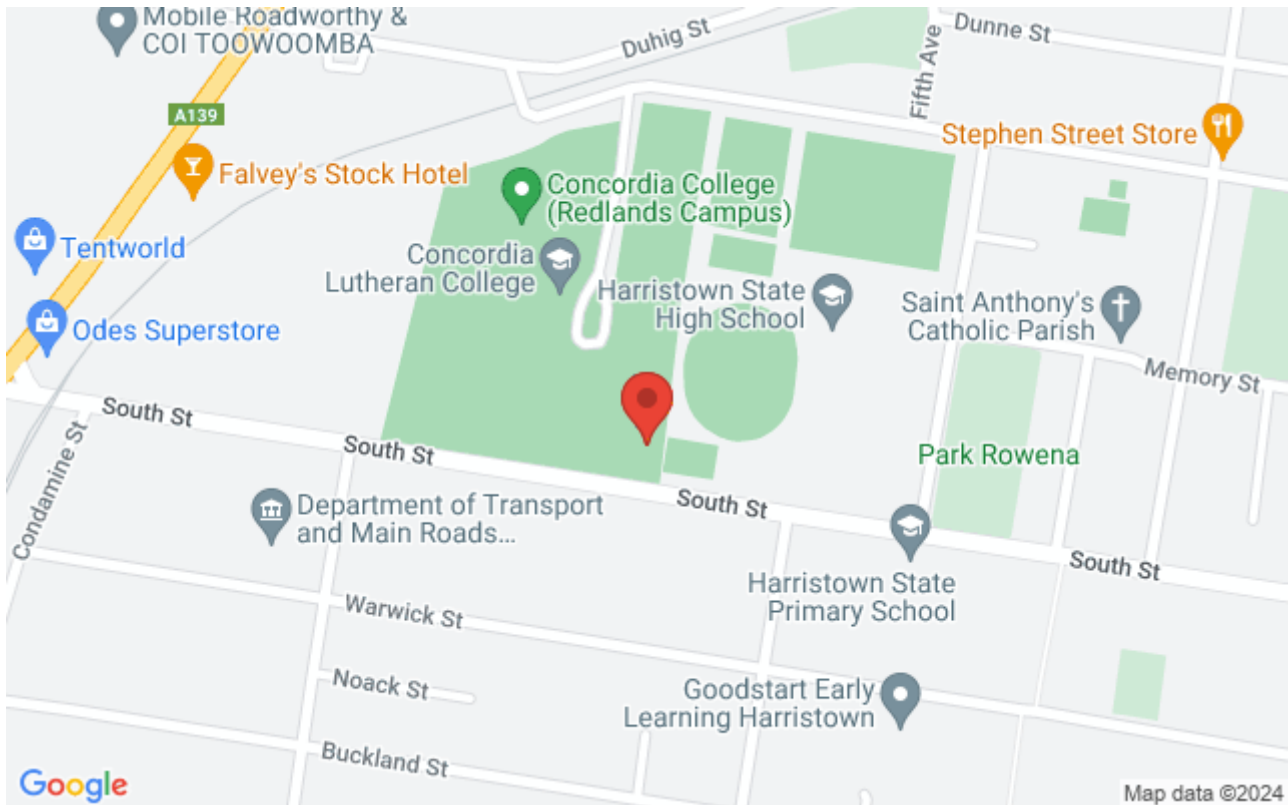 Mobile Roadworthy &
COI TOOWOOMBA
Duhig St
Fifth Ave
Dunne St
A139
Stephen Street Store
Falvey's Stock Hotel
Concordia College
(Redlands Campus)
Tentworld
Concordia
Lutheran College
Harristown State
High School
Saint Anthony's
Catholic Parish
Odes Superstore
Memory St
South St
South St
Park Rowena
Condamine St
Department of Transport
and Main Roads...
South St
South St
Harristown State
Primary School
Warwick St
Noack St
Goodstart Early
Learning Harristown
Buckland St
Google
Map data ©2024